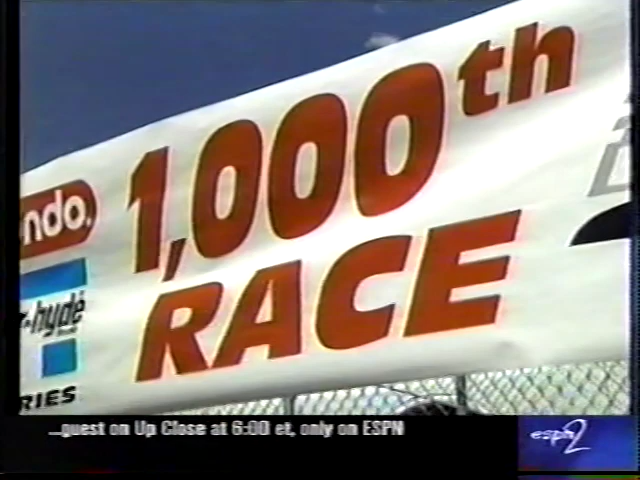 1,000th
RACE
ndo.
-hyde
RIES
...guest on Up Close at 6:00 et, only on ESPN
espn2